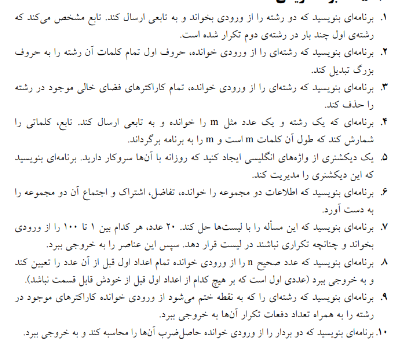 ۱. برنامه‌ای بنویسید که دو رشته را از ورودی بخواند و به تابعی ارسال کند. تابع مشخص می‌کند که
رشته‌ی اول چند بار در رشته‌ی دوم تکرار شده است.
۲. برنامه‌ای بنویسید که رشته‌ای را از ورودی خوانده، حروف اول تمام کلمات آن رشته را به حروف
بزرگ تبدیل کند.
۳. برنامه‌ای بنویسید که رشته‌ای را از ورودی خوانده، تمام کاراکترهای فضای خالی موجود در رشته
را حذف کند.
۴. برنامه‌ای بنویسید که یک رشته و یک عدد مثل m را خوانده و به تابعی ارسال کند. تابع، کلماتی را
شمارش کند که طول آن کلمات m است و m را به برنامه برگرداند.
۵. یک دیکشنری از واژه‌های انگلیسی ایجاد کنید که روزانه با آن‌ها سروکار دارید. برنامه‌ای بنویسید
که این دیکشنری را مدیریت کند.
۶. برنامه‌ای بنویسید که اطلاعات دو مجموعه را خوانده، تفاضل، اشتراک و اجتماع آن دو مجموعه را
به دست آورد.
۷. برنامه‌ای بنویسید که این مسأله را با لیست‌ها حل کند. ۲۰ عدد، هر کدام بین ۱ تا ۱۰۰ را از ورودی
بخواند و چنانچه تکراری نباشند در لیست قرار دهد. سپس این عناصر را به خروجی ببرد.
۸. برنامه‌ای بنویسید که عدد صحیح n را از ورودی خوانده تمام اعداد اول قبل از آن عدد را تعیین کند
و به خروجی ببرد (عددی اول است که بر هیچ کدام از اعداد اول قبل از خودش قابل قسمت نباشد).
۹. برنامه‌ای بنویسید که رشته‌ای را که به نقطه ختم می‌شود از ورودی خوانده کاراکترهای موجود در
رشته را به همراه تعداد دفعات تکرار آن‌ها به خروجی ببرد.
۱۰. برنامه‌ای بنویسید که دو بردار را از ورودی خوانده حاصل‌ضرب آن‌ها را محاسبه کند و به خروجی ببرد.